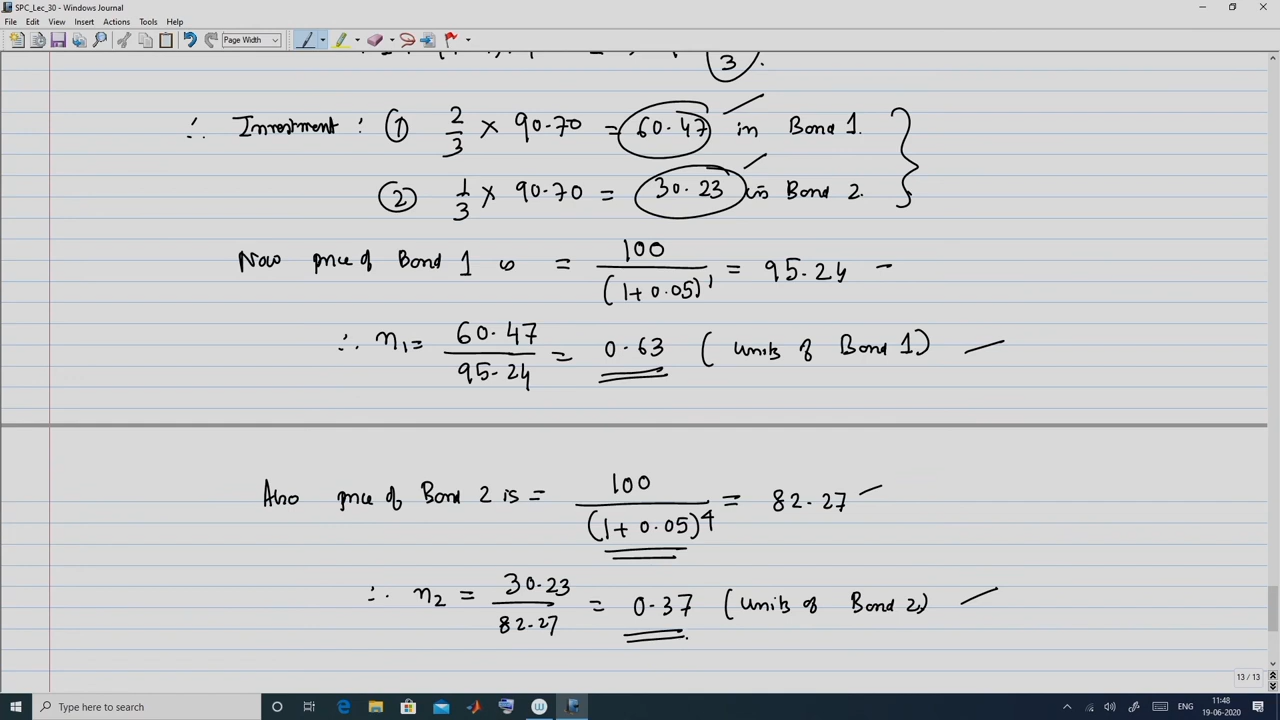 SPC_Lec_30 - Windows Journal
File Edit View Insert Actions Tools Help
Page Width
3
∴ Investment : ① 2/3 × 90.70 = 60.47 in Bond 1.
② 1/3 × 90.70 = 30.23 in Bond 2.
Now price of Bond 1 is = 100/(1+0.05)^1 = 95.24
∴ n1 = 60.47/95.24 = 0.63 (units of Bond 1)
Also price of Bond 2 is = 100/(1+0.05)^4 = 82.27
∴ n2 = 30.23/82.27 = 0.37 (units of Bond 2)
13 / 13
Type here to search
11:48
19-06-2020